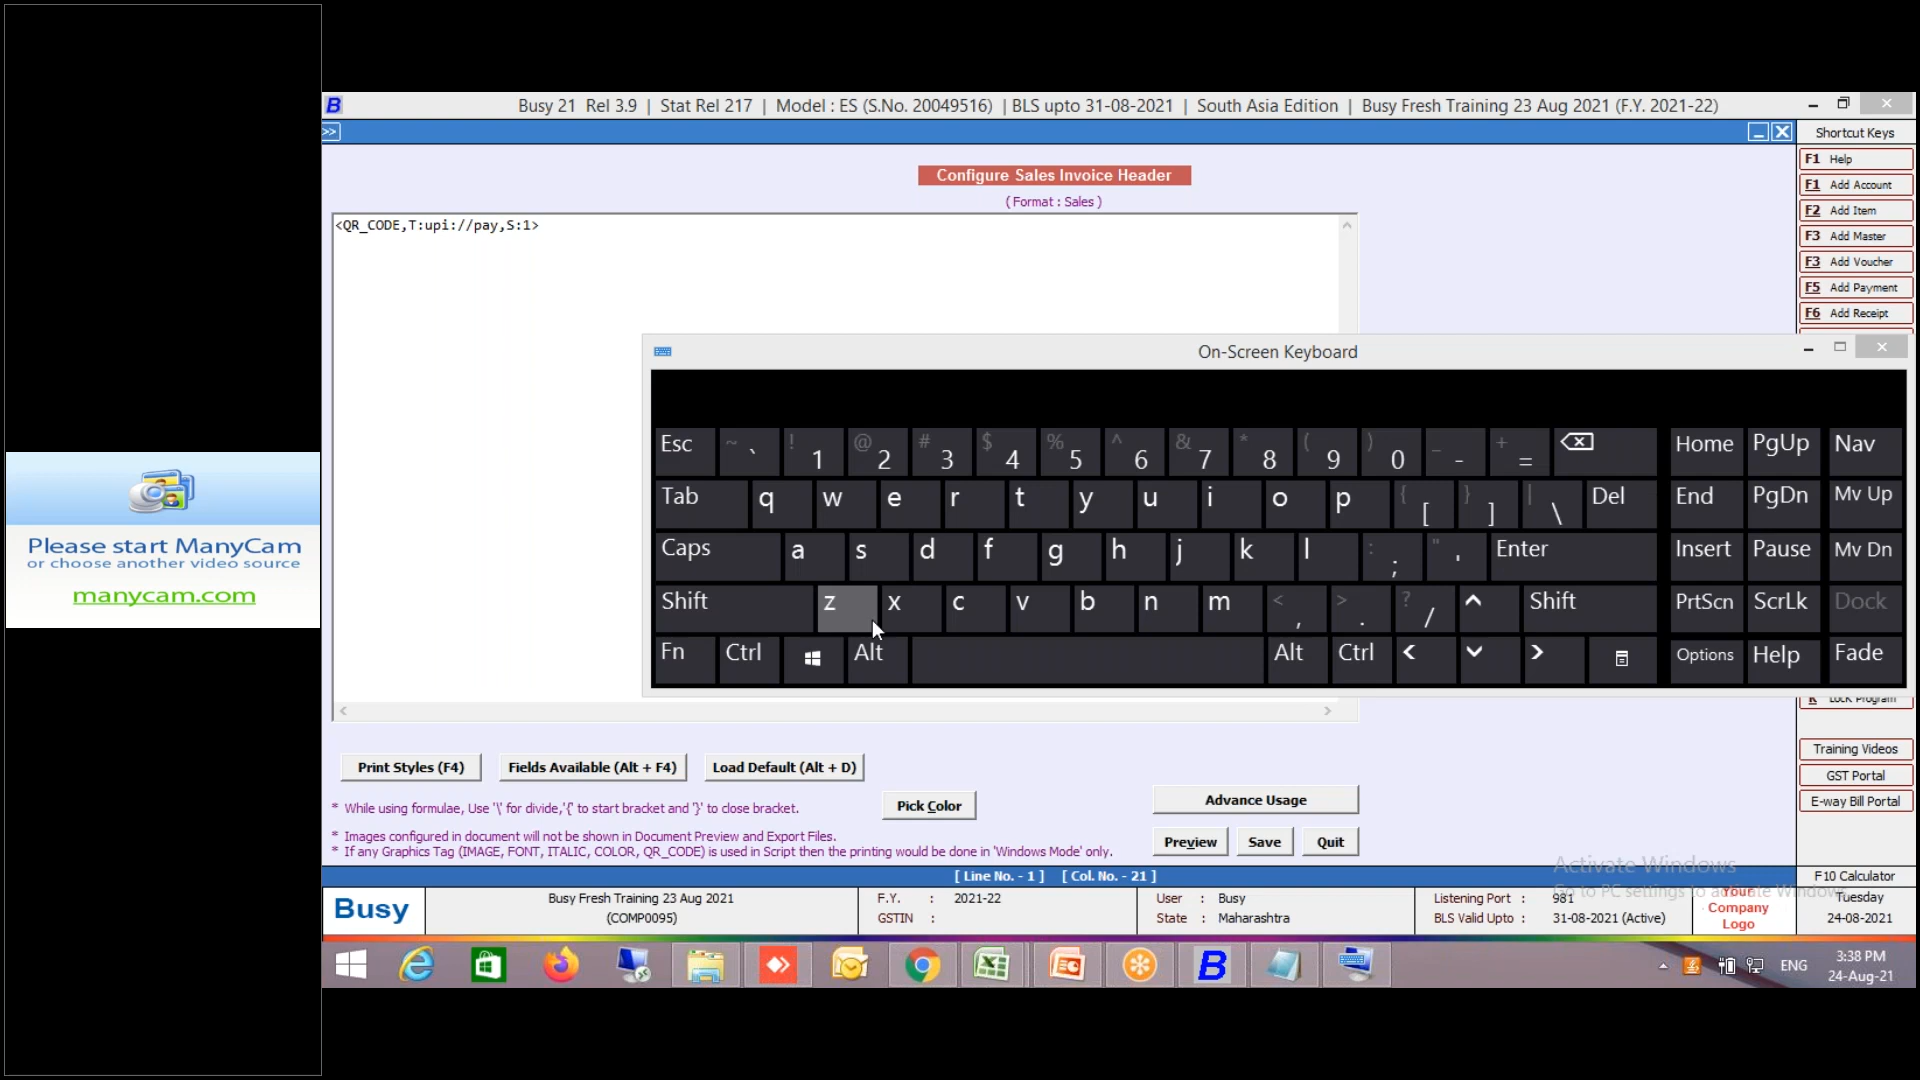 Please start ManyCam
or choose another video source
manycam.com
B
Busy 21 Rel 3.9 | Stat Rel 217 | Model : ES (S.No. 20049516) | BLS upto 31-08-2021 | South Asia Edition | Busy Fresh Training 23 Aug 2021 (F.Y. 2021-22)
>>
Configure Sales Invoice Header
( Format : Sales )
<QR_CODE,T:upi://pay,S:1>
Shortcut Keys
F1 Help
F1 Add Account
F2 Add Item
F3 Add Master
F3 Add Voucher
F5 Add Payment
F6 Add Receipt
On-Screen Keyboard
Esc ~ ` ! 1 @ 2 # 3 $ 4 % 5 ^ 6 & 7 * 8 ( 9 ) 0 _ - + = Home PgUp Nav
Tab q w e r t y u i o p { [ } ] | \ Del End PgDn Mv Up
Caps a s d f g h j k l : ; " ' Enter Insert Pause Mv Dn
Shift z x c v b n m < , > . ? / Shift PrtScn ScrLk Dock
Fn Ctrl Alt Alt Ctrl Options Help Fade
K Lock Program
Training Videos
GST Portal
E-way Bill Portal
Print Styles (F4) Fields Available (Alt + F4) Load Default (Alt + D)
* While using formulae, Use '\' for divide,'{' to start bracket and '}' to close bracket.
Pick Color
Advance Usage
* Images configured in document will not be shown in Document Preview and Export Files.
* If any Graphics Tag (IMAGE, FONT, ITALIC, COLOR, QR_CODE) is used in Script then the printing would be done in 'Windows Mode' only.
Preview Save Quit
Activate Windows
Go to PC settings to activate Windows.
[ Line No. - 1 ] [ Col. No. - 21 ]
F10 Calculator
Busy
Busy Fresh Training 23 Aug 2021
(COMP0095)
F.Y. : 2021-22
GSTIN :
User : Busy
State : Maharashtra
Listening Port : 981
BLS Valid Upto : 31-08-2021 (Active)
Your
Company
Logo
Tuesday
24-08-2021
B
ENG
3:38 PM
24-Aug-21